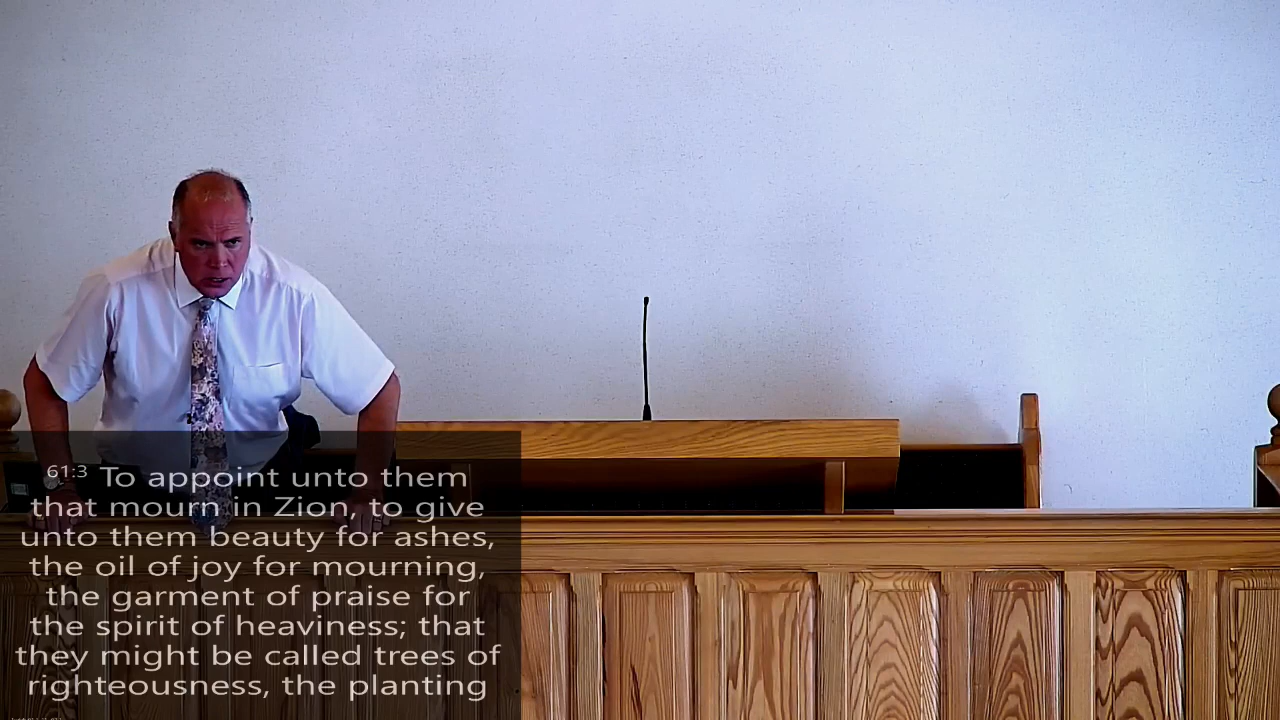 61:3 To appoint unto them
that mourn in Zion, to give
unto them beauty for ashes,
the oil of joy for mourning,
the garment of praise for
the spirit of heaviness; that
they might be called trees of
righteousness, the planting